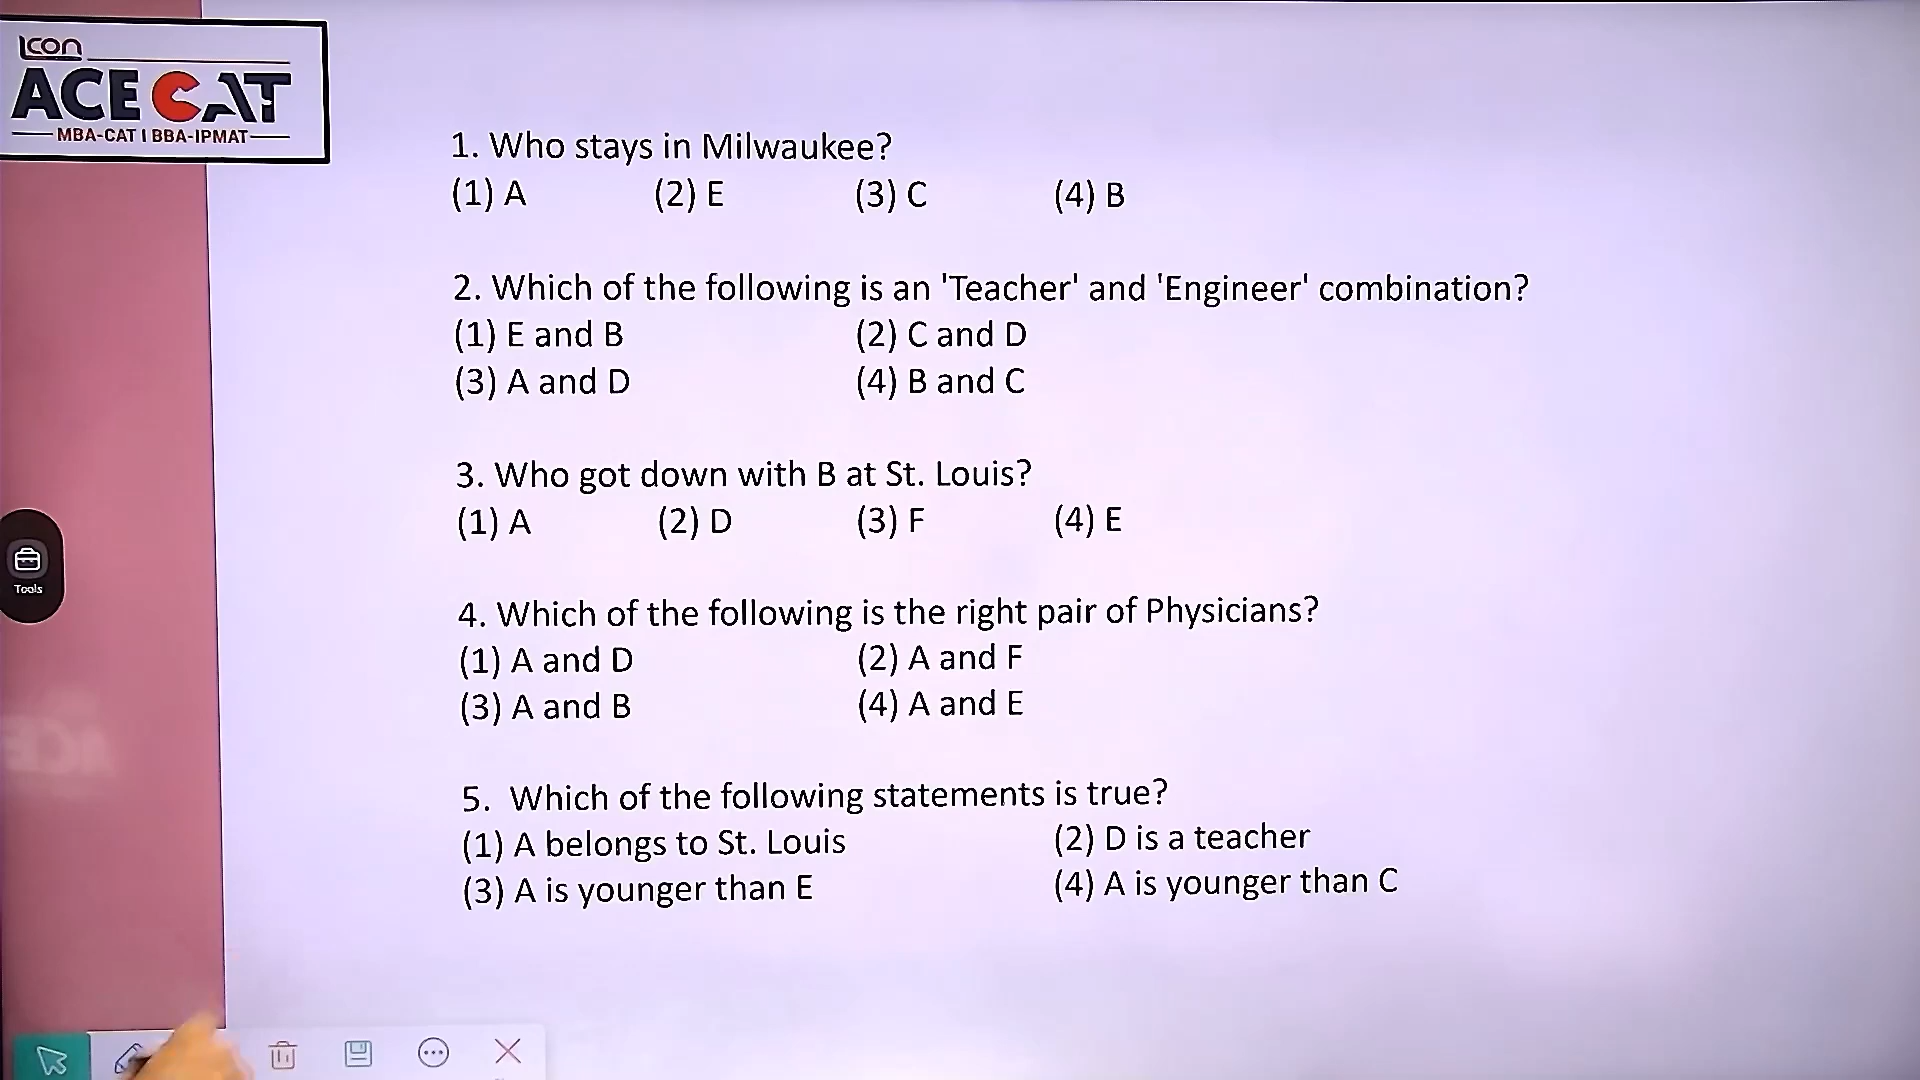 Icon
ACE CAT
MBA-CAT I BBA-IPMAT
1. Who stays in Milwaukee?
(1) A (2) E (3) C (4) B
2. Which of the following is an 'Teacher' and 'Engineer' combination?
(1) E and B (2) C and D
(3) A and D (4) B and C
3. Who got down with B at St. Louis?
(1) A (2) D (3) F (4) E
4. Which of the following is the right pair of Physicians?
(1) A and D (2) A and F
(3) A and B (4) A and E
5. Which of the following statements is true?
(1) A belongs to St. Louis (2) D is a teacher
(3) A is younger than E (4) A is younger than C
Tools